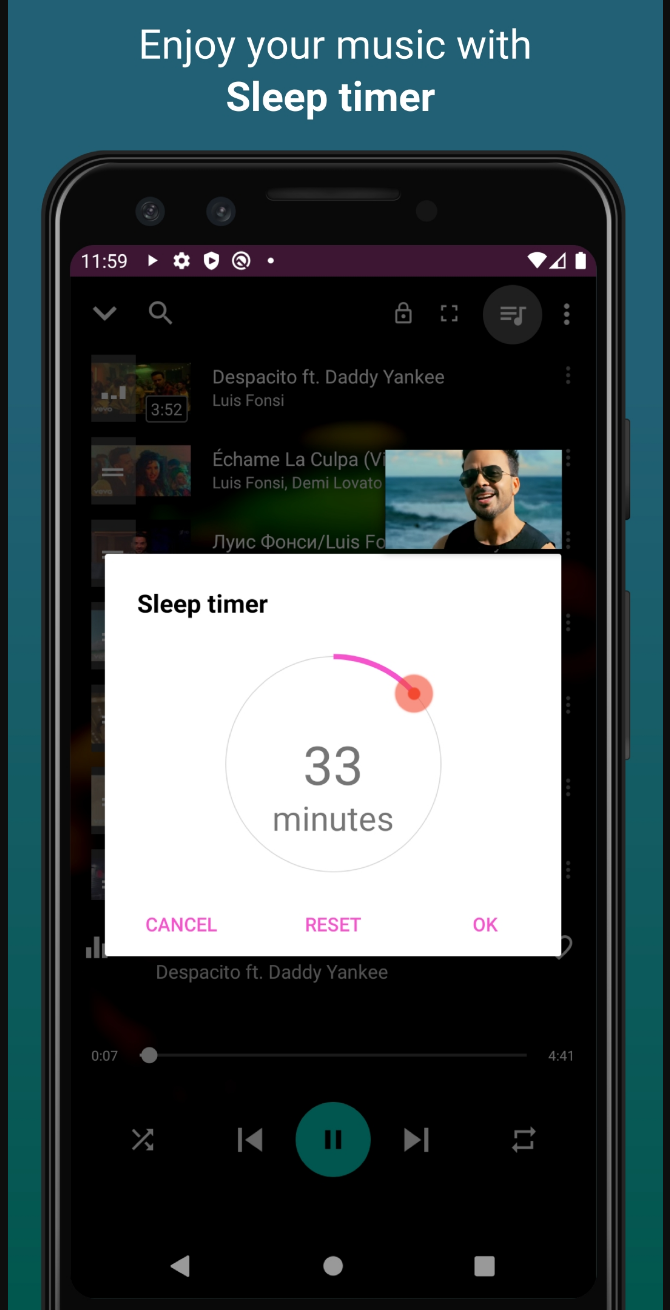 Enjoy your music with
Sleep timer
11:59
Despacito ft. Daddy Yankee
3:52
Luis Fonsi
Échame La Culpa (Vi
Luis Fonsi, Demi Lovato
Луис Фонси/Luis Fo
Sleep timer
33
minutes
CANCEL RESET OK
Despacito ft. Daddy Yankee
0:07 4:41